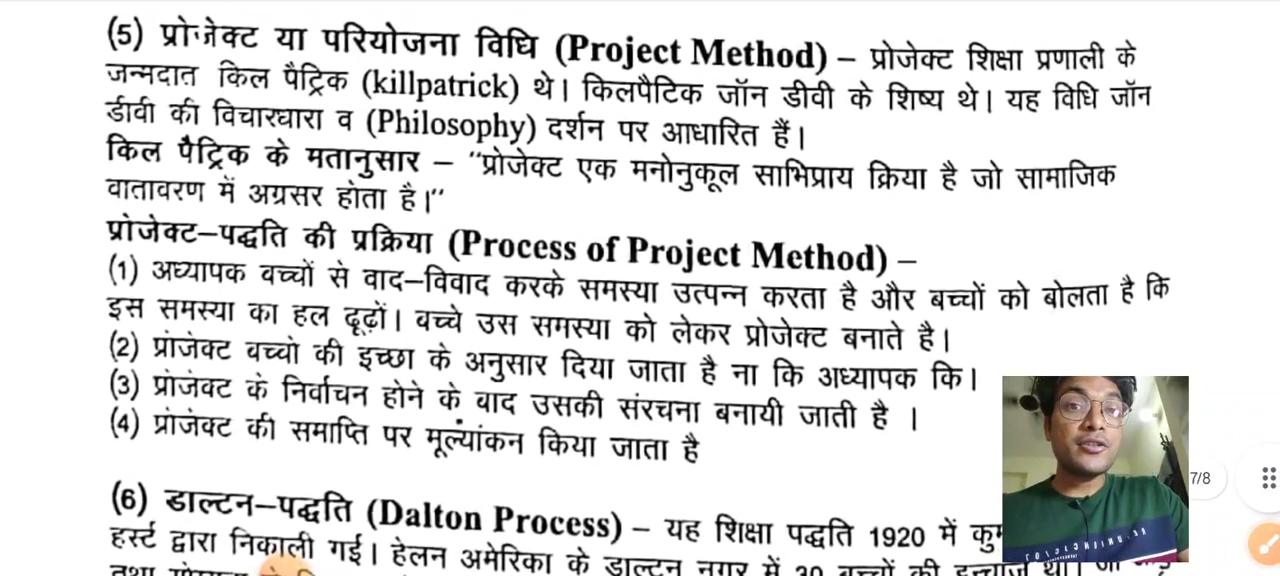 (5) प्रोजेक्ट या परियोजना विधि (Project Method) – प्रोजेक्ट शिक्षा प्रणाली के
जन्मदात किल पैट्रिक (killpatrick) थे। किलपैटिक जॉन डीवी के शिष्य थे। यह विधि जॉन
डीवी की विचारधारा व (Philosophy) दर्शन पर आधारित हैं।
किल पैट्रिक के मतानुसार – "प्रोजेक्ट एक मनोनुकूल साभिप्राय क्रिया है जो सामाजिक
वातावरण में अग्रसर होता है।"
प्रोजेक्ट–पद्धति की प्रक्रिया (Process of Project Method) –
(1) अध्यापक बच्चों से वाद–विवाद करके समस्या उत्पन्न करता है और बच्चों को बोलता है कि
इस समस्या का हल ढूढ़ों। बच्चे उस समस्या को लेकर प्रोजेक्ट बनाते है।
(2) प्रोजेक्ट बच्चो की इच्छा के अनुसार दिया जाता है ना कि अध्यापक कि।
(3) प्रोजेक्ट के निर्वाचन होने के बाद उसकी संरचना बनायी जाती है ।
(4) प्रोजेक्ट की समाप्ति पर मूल्यांकन किया जाता है
7/8
(6) डाल्टन–पद्धति (Dalton Process) – यह शिक्षा पद्धति 1920 में
हर्स्ट द्वारा निकाली गई। हेलन अमेरिका के डाल्टन नगर में 30 बच्चों की इन्चार्ज थी।